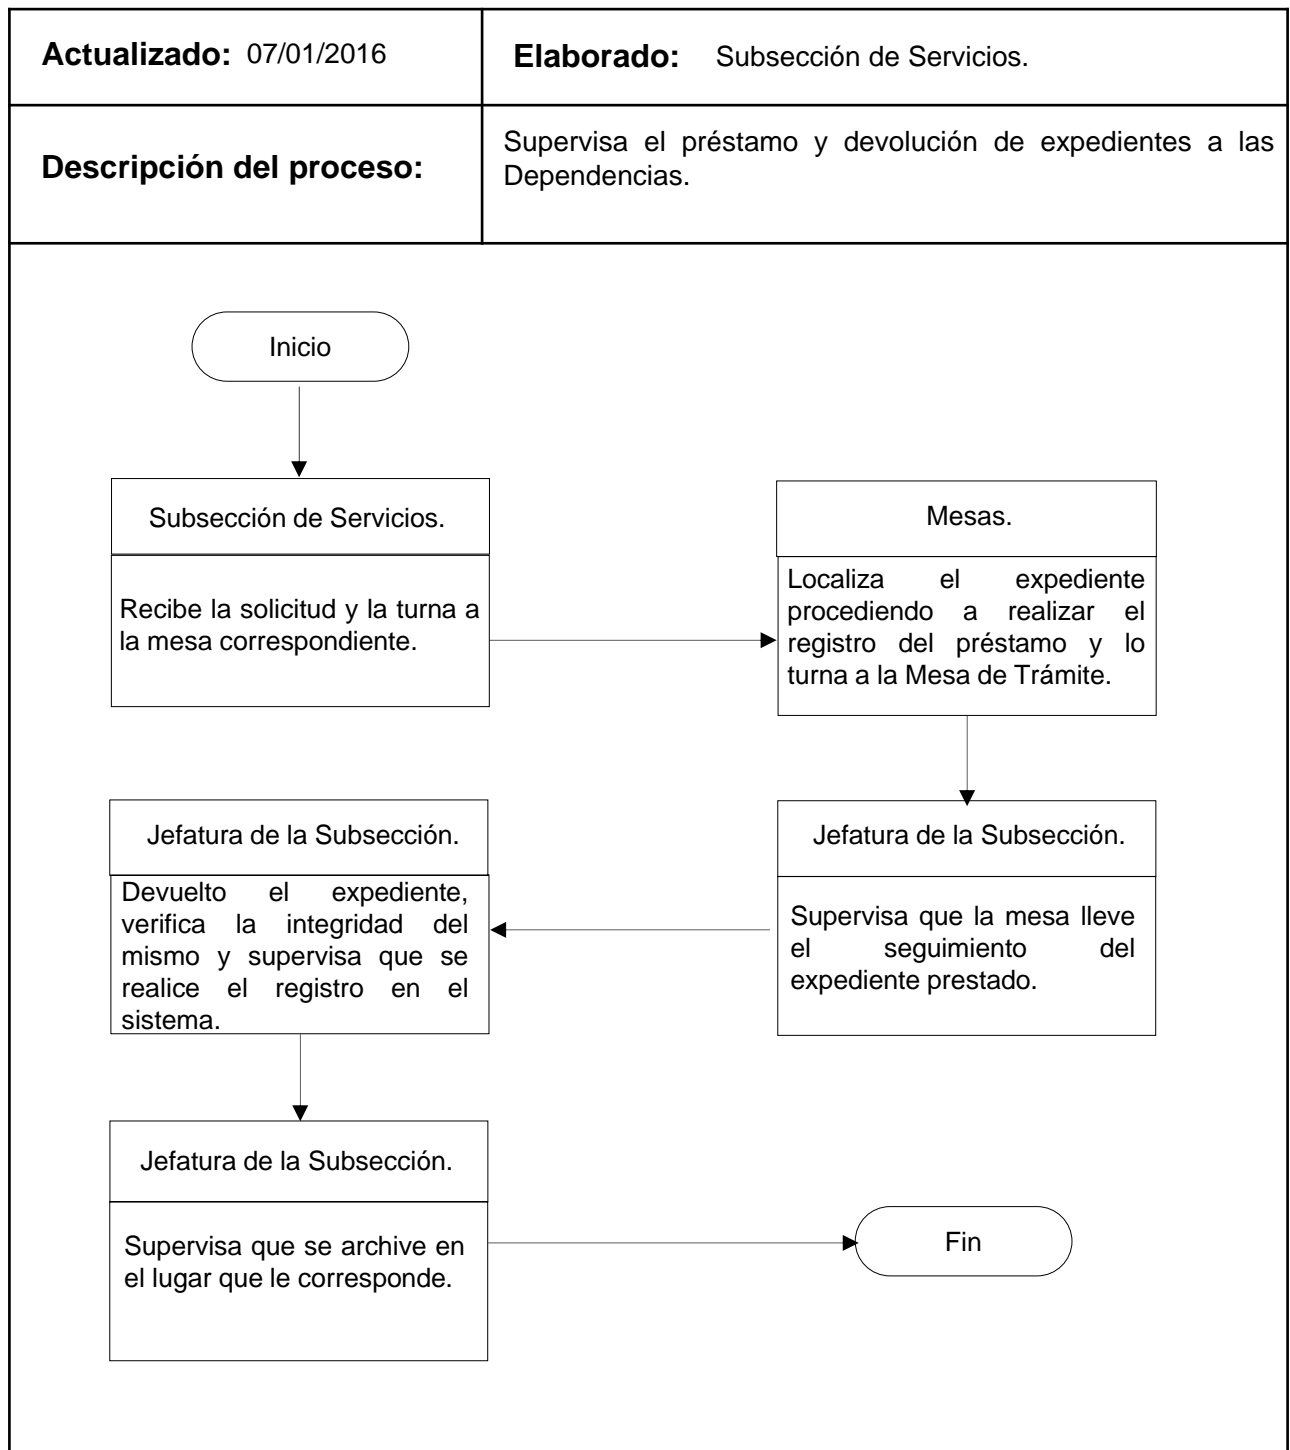 Actualizado: 07/01/2016
Elaborado: Subsección de Servicios.
Descripción del proceso:
Supervisa el préstamo y devolución de expedientes a las
Dependencias.
Inicio
Subsección de Servicios.
Recibe la solicitud y la turna a
la mesa correspondiente.
Mesas.
Localiza el expediente
procediendo a realizar el
registro del préstamo y lo
turna a la Mesa de Trámite.
Jefatura de la Subsección.
Supervisa que la mesa lleve
el seguimiento del
expediente prestado.
Jefatura de la Subsección.
Devuelto el expediente,
verifica la integridad del
mismo y supervisa que se
realice el registro en el
sistema.
Jefatura de la Subsección.
Supervisa que se archive en
el lugar que le corresponde.
Fin